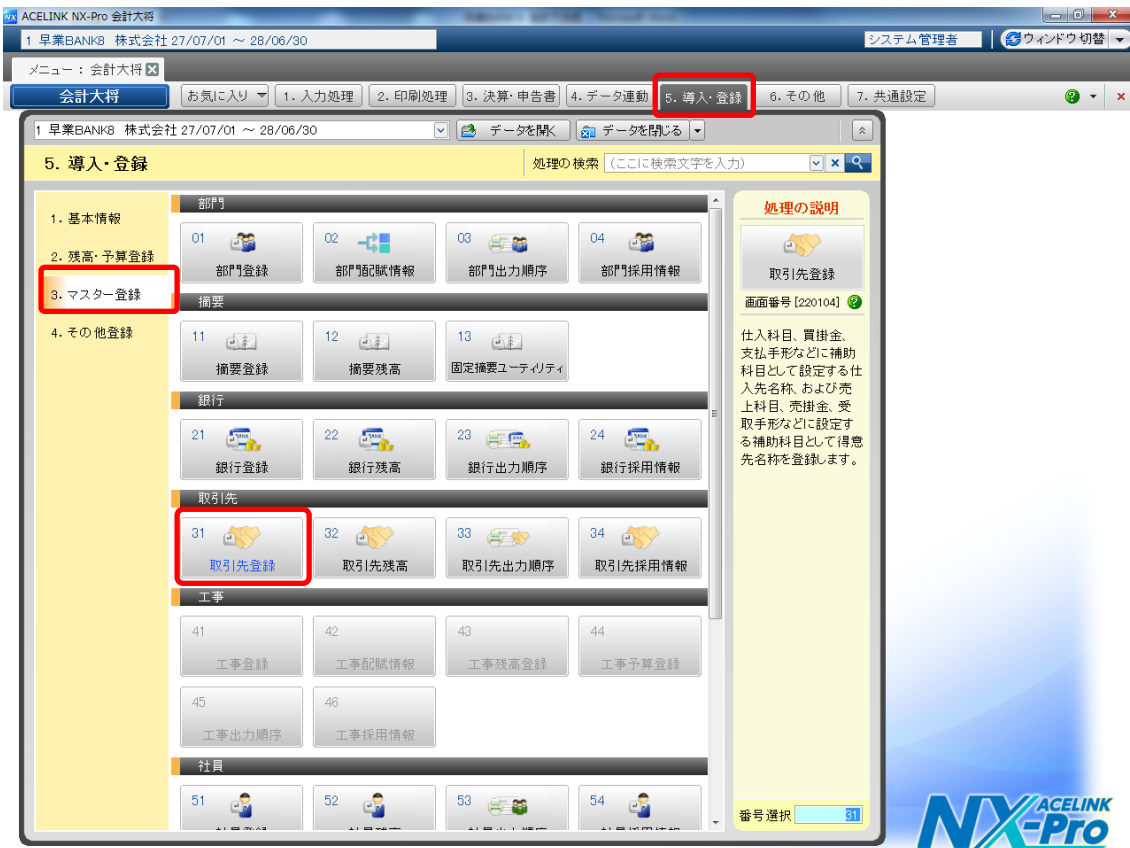 ACELINK NX-Pro 会計大将
1 早業BANK8 株式会社 27/07/01 ～ 28/06/30
システム管理者
ウィンドウ切替
メニュー : 会計大将
会計大将
お気に入り
1. 入力処理
2. 印刷処理
3. 決算・申告書
4. データ連動
5. 導入・登録
6. その他
7. 共通設定
1 早業BANK8 株式会社 27/07/01 ～ 28/06/30
データを開く
データを閉じる
5. 導入・登録
処理の検索
(ここに検索文字を入力)
1. 基本情報
2. 残高・予算登録
3. マスター登録
4. その他登録
部門
01 部門登録
02 部門配賦情報
03 部門出力順序
04 部門採用情報
摘要
11 摘要登録
12 摘要残高
13 固定摘要ユーティリティ
銀行
21 銀行登録
22 銀行残高
23 銀行出力順序
24 銀行採用情報
取引先
31 取引先登録
32 取引先残高
33 取引先出力順序
34 取引先採用情報
工事
41 工事登録
42 工事配賦情報
43 工事残高登録
44 工事予算登録
45 工事出力順序
46 工事採用情報
社員
51
52
53
54
処理の説明
取引先登録
画面番号 [220104]
仕入科目、買掛金、
支払手形などに補助
科目として設定する仕
入先名称、および売
上科目、売掛金、受
取手形などに設定す
る補助科目として得意
先名称を登録します。
番号選択 31
ACELINK
NX-Pro